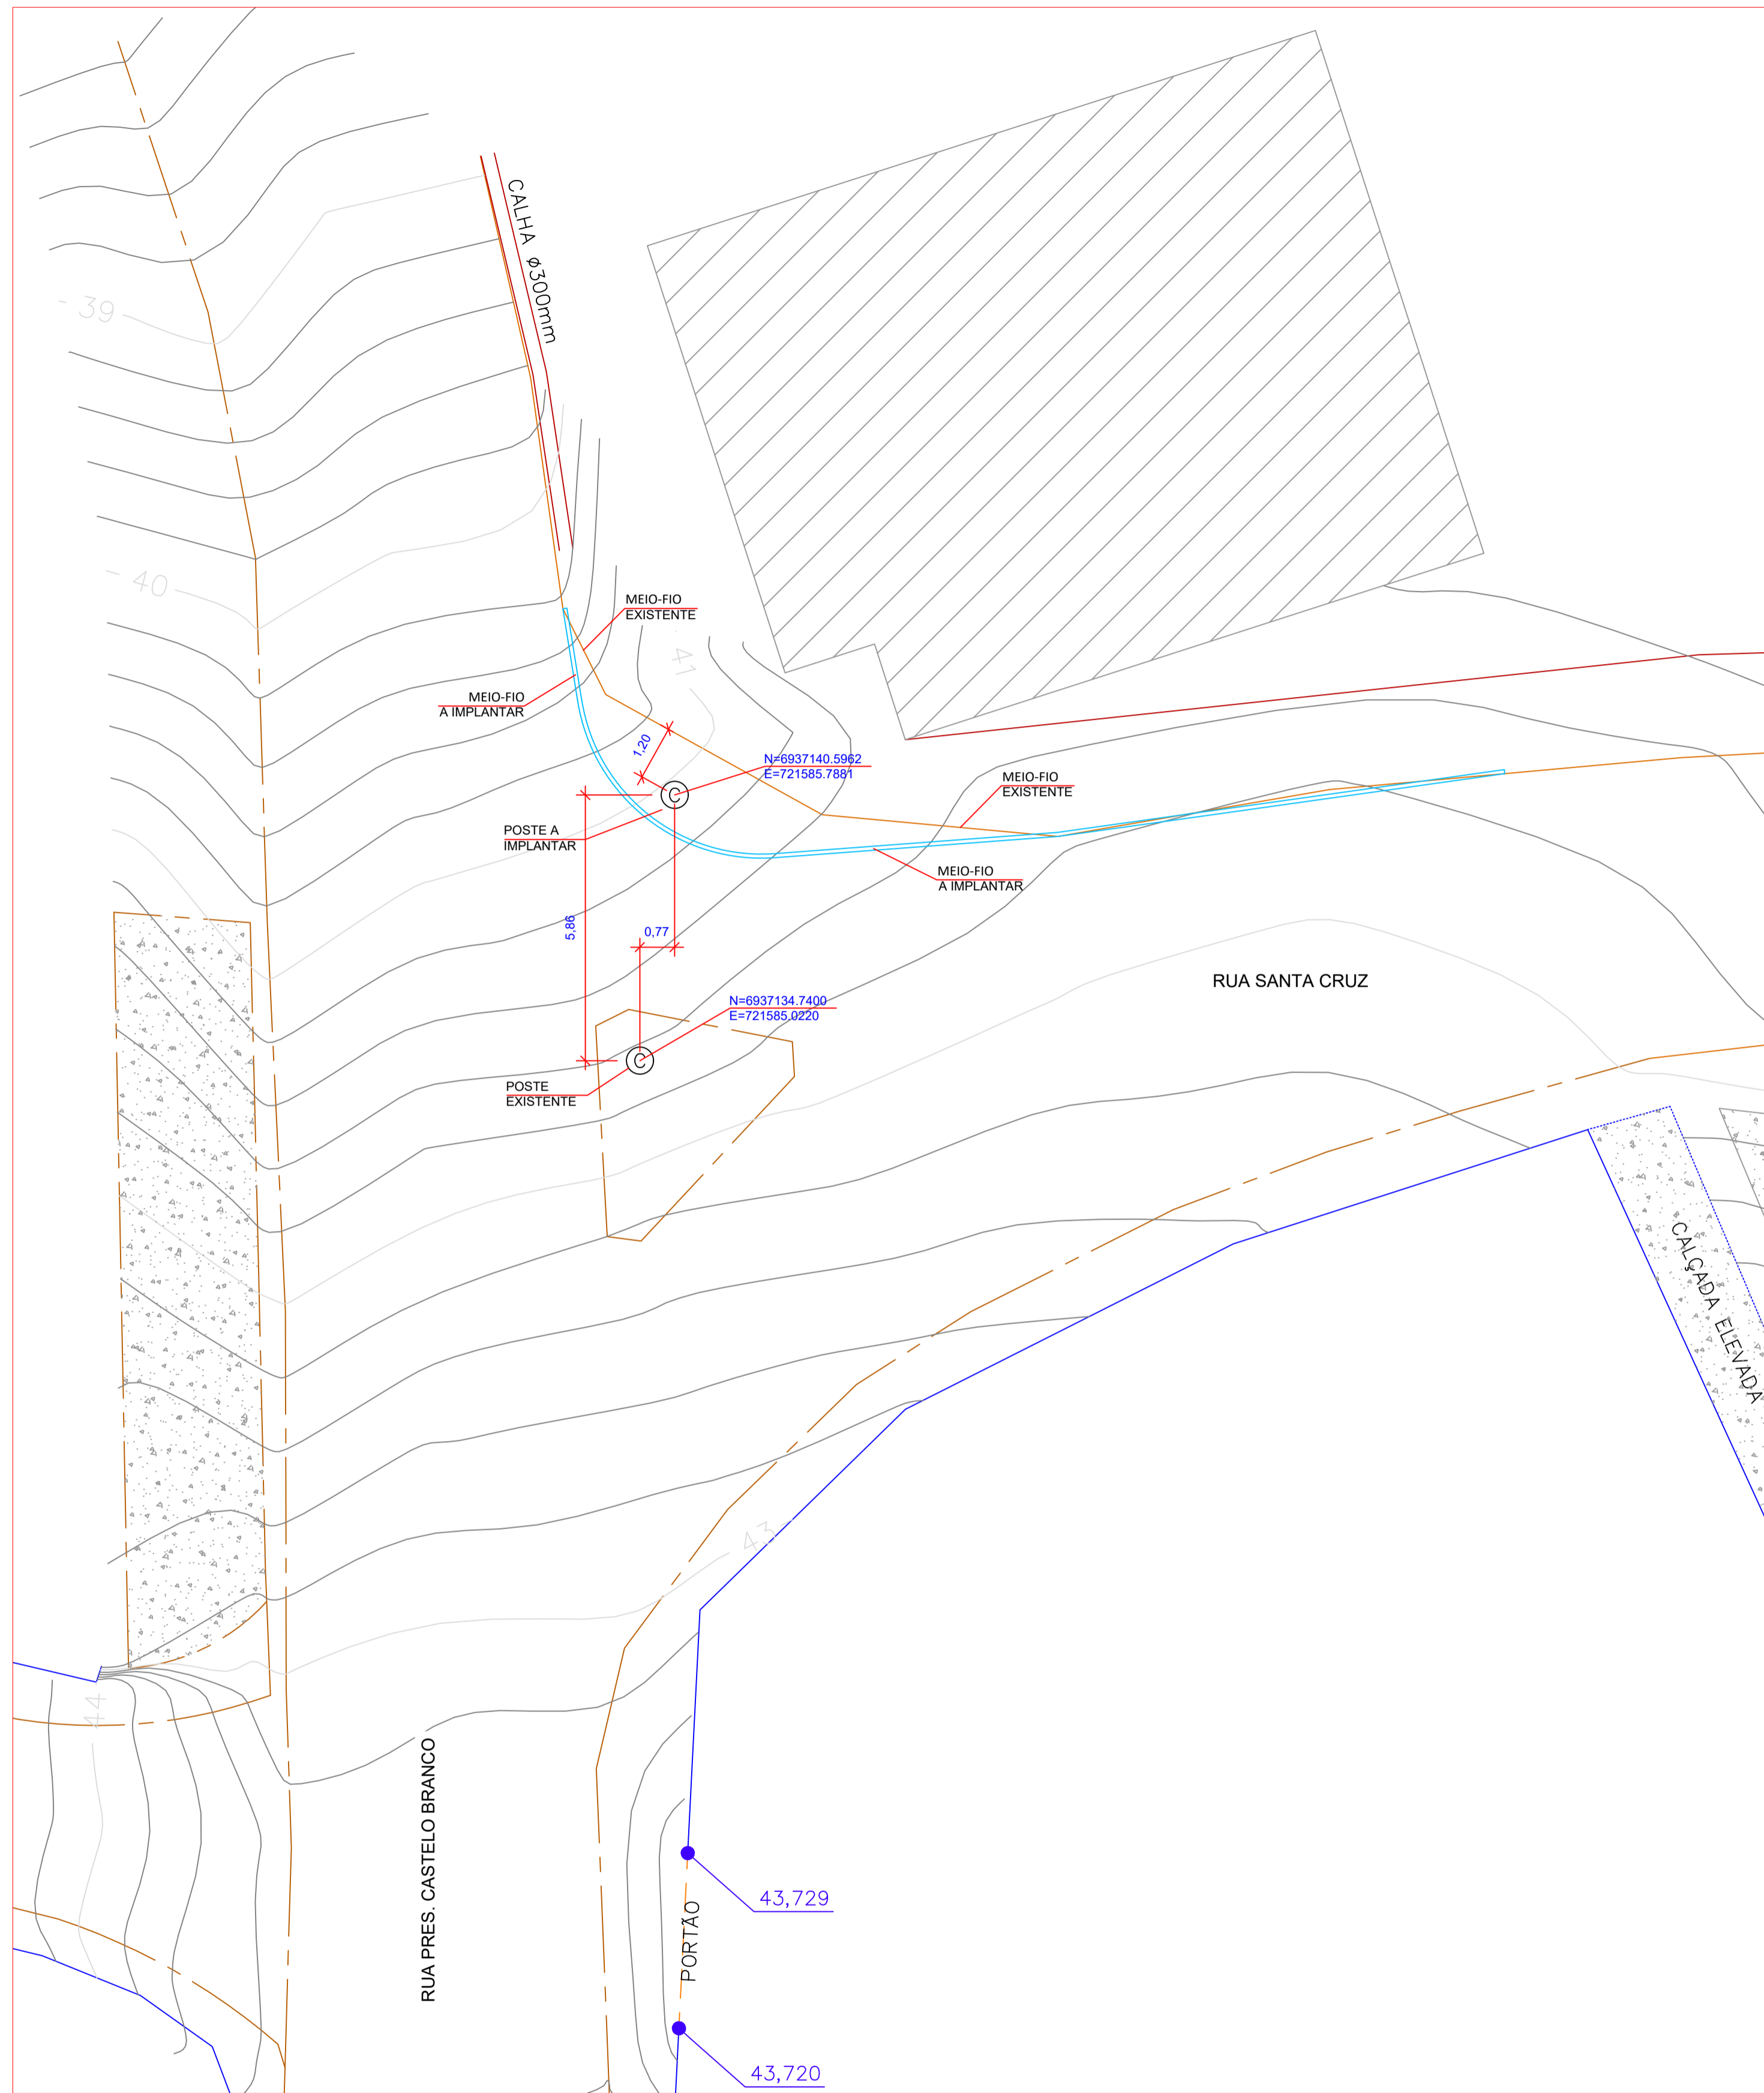 CALHA ø300mm
39
40
MEIO-FIO
EXISTENTE
41
MEIO-FIO
A IMPLANTAR
1,20
N=6937140.5962
E=721585.7881
MEIO-FIO
EXISTENTE
C
POSTE A
IMPLANTAR
MEIO-FIO
A IMPLANTAR
5,86
0,77
RUA SANTA CRUZ
N=6937134.7400
E=721585.0220
C
POSTE
EXISTENTE
CALÇADA ELEVADA
43
44
RUA PRES. CASTELO BRANCO
PORTÃO
43,729
43,720